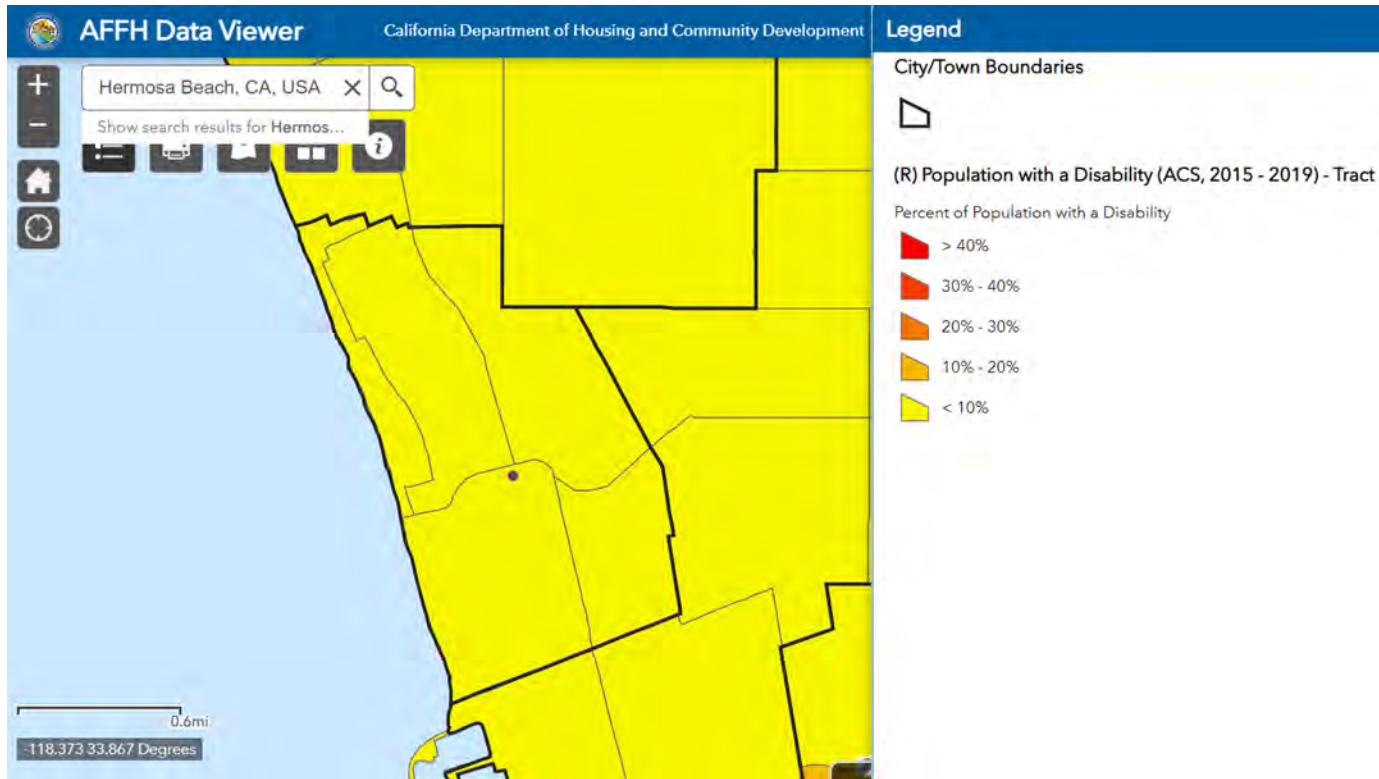 AFFH Data Viewer
California Department of Housing and Community Development
Legend
+
Hermosa Beach, CA, USA
−
Show search results for Hermos...
City/Town Boundaries
(R) Population with a Disability (ACS, 2015 - 2019) - Tract
Percent of Population with a Disability
> 40%
30% - 40%
20% - 30%
10% - 20%
< 10%
0.6mi
-118.373 33.867 Degrees